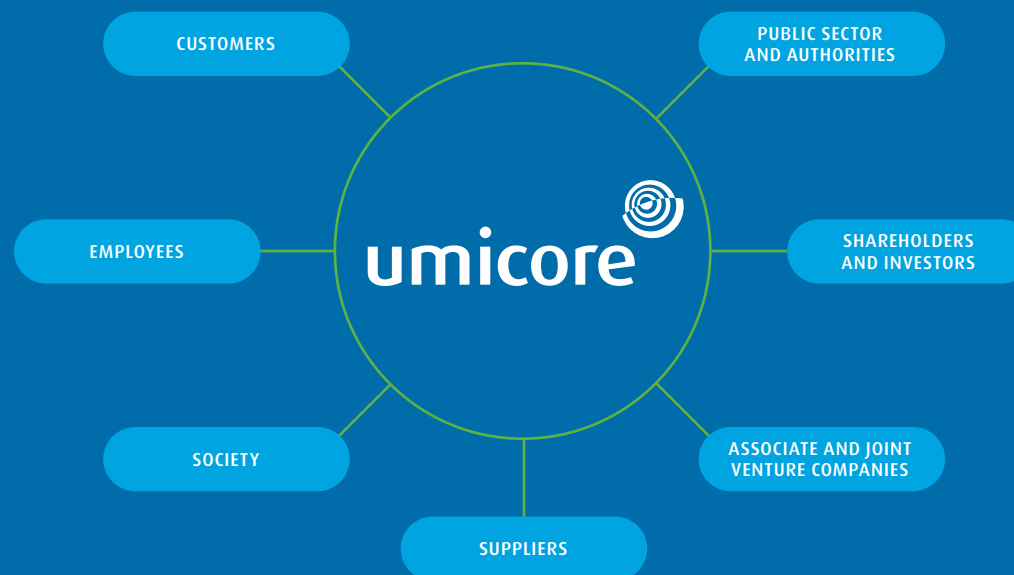 CUSTOMERS
PUBLIC SECTOR
AND AUTHORITIES
umicore
EMPLOYEES
SHAREHOLDERS
AND INVESTORS
SOCIETY
ASSOCIATE AND JOINT
VENTURE COMPANIES
SUPPLIERS